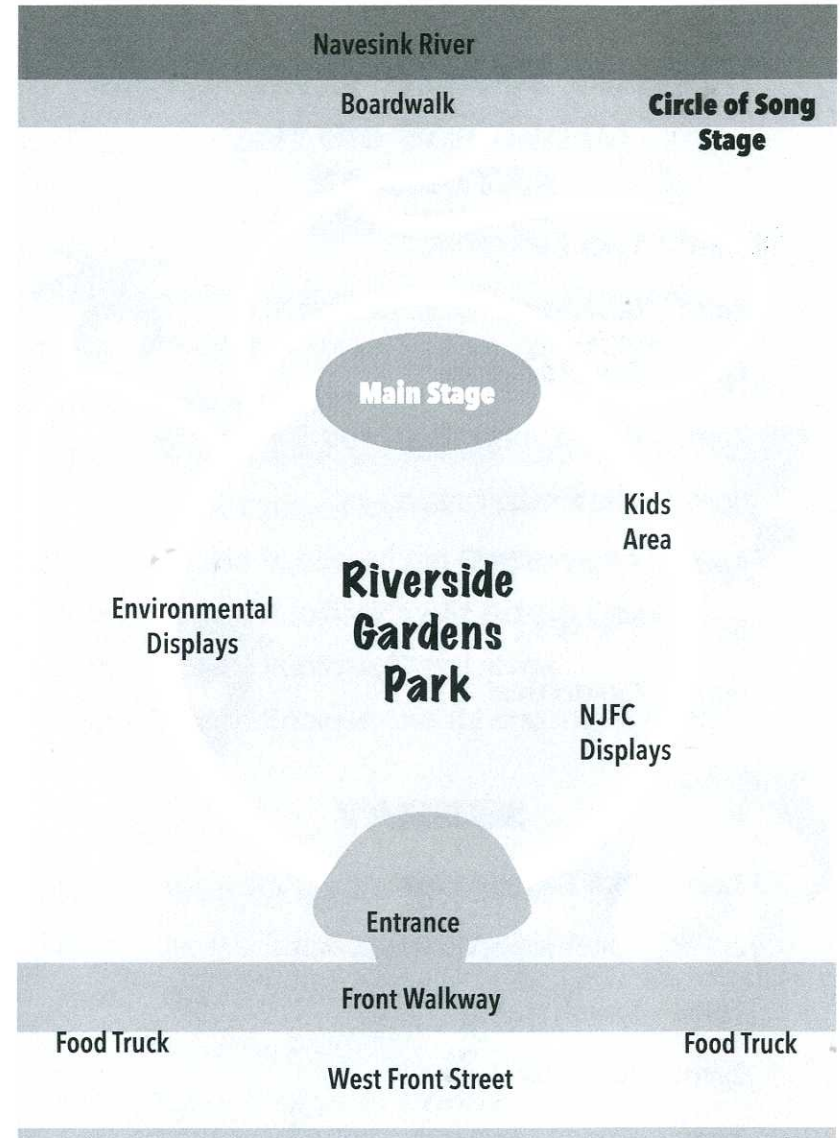 Navesink River
Boardwalk
Circle of Song
Stage
Main Stage
Kids
Area
Riverside
Gardens
Park
Environmental
Displays
NJFC
Displays
Entrance
Front Walkway
Food Truck
Food Truck
West Front Street